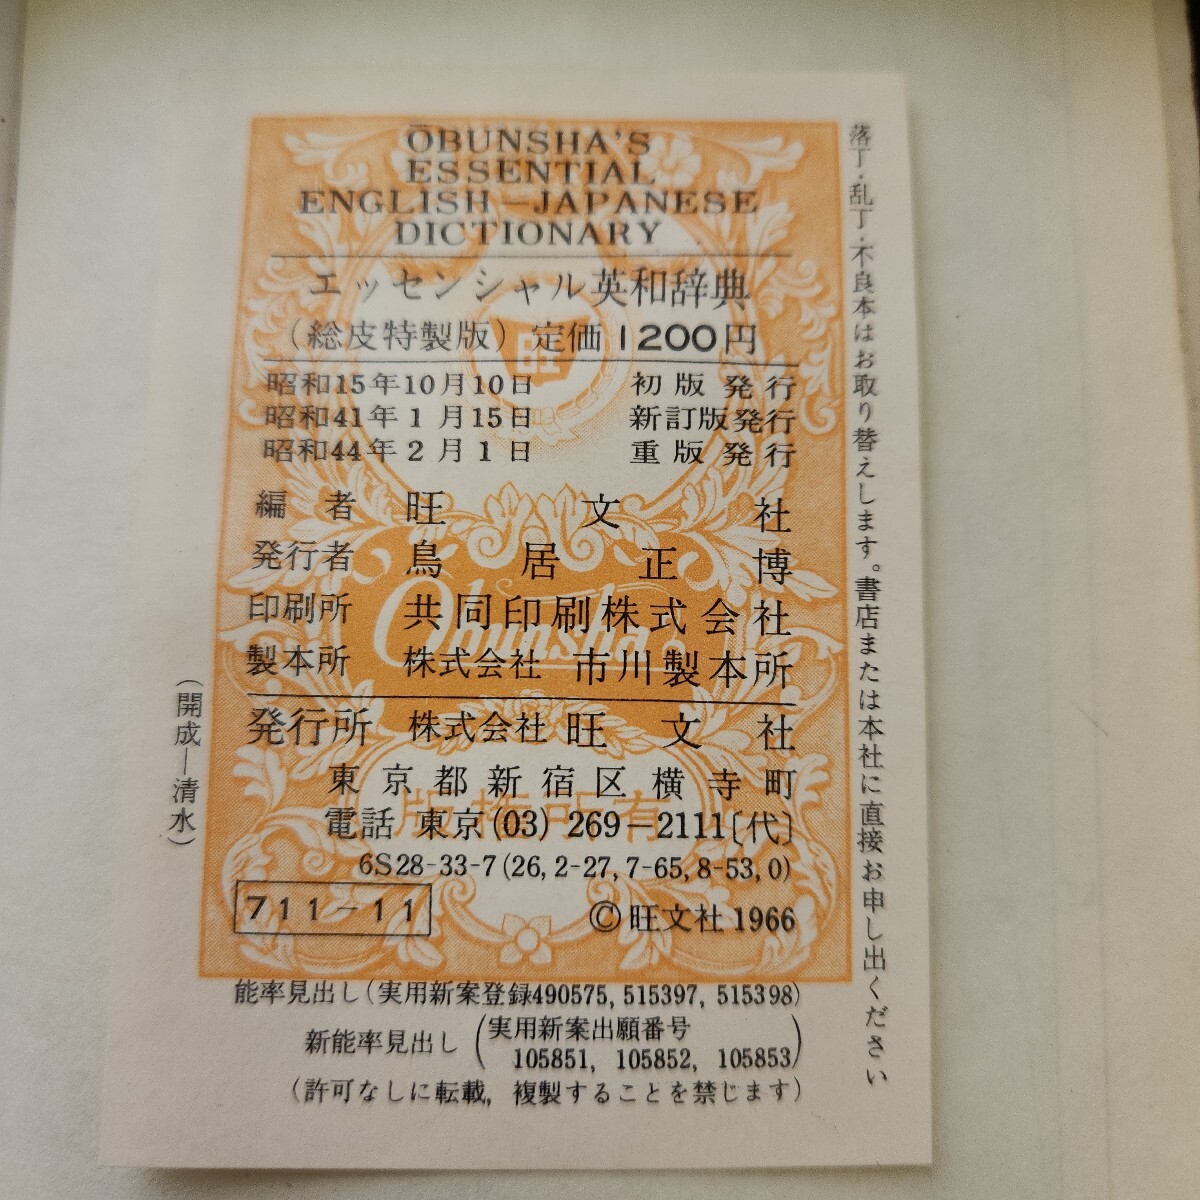 ŌBUNSHA'S
ESSENTIAL
ENGLISH—JAPANESE
DICTIONARY
エッセンシャル英和辞典
(総皮特製版) 定価1200円
昭和15年10月10日 初版発行
昭和41年1月15日 新訂版発行
昭和44年2月1日 重版発行
編者 旺文社
発行者 鳥居正博
印刷所 共同印刷株式会社
製本所 株式会社 市川製本所
発行所 株式会社 旺文社
東京都新宿区横寺町
電話 東京(03) 269-2111〔代〕
6S28-33-7(26, 2-27, 7-65, 8-53, 0)
711-11
©旺文社1966
能率見出し(実用新案登録490575, 515397, 515398)
新能率見出し(実用新案出願番号
105851, 105852, 105853)
(許可なしに転載, 複製することを禁じます)
落丁・乱丁・不良本はお取り替えします。書店または本社に直接お申し出ください
(開成—清水)
旺
Obunsha
版権所有